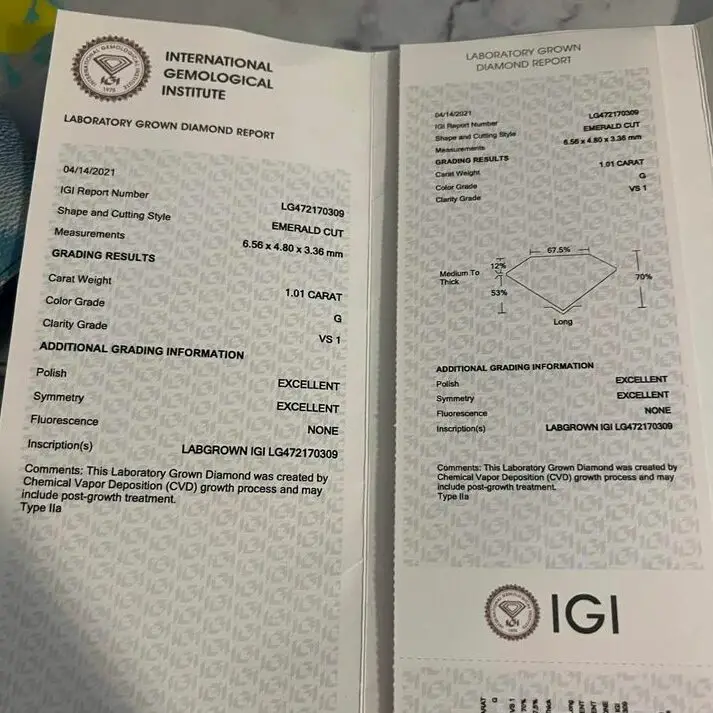 INTERNATIONAL
GEMOLOGICAL
INSTITUTE
LABORATORY GROWN DIAMOND REPORT
04/14/2021
IGI Report Number LG472170309
Shape and Cutting Style EMERALD CUT
Measurements 6.56 x 4.80 x 3.36 mm
GRADING RESULTS
Carat Weight 1.01 CARAT
Color Grade G
Clarity Grade VS 1
ADDITIONAL GRADING INFORMATION
Polish EXCELLENT
Symmetry EXCELLENT
Fluorescence NONE
Inscription(s) LABGROWN IGI LG472170309
Comments: This Laboratory Grown Diamond was created by
Chemical Vapor Deposition (CVD) growth process and may
include post-growth treatment.
Type IIa
LABORATORY GROWN
DIAMOND REPORT
04/14/2021
IGI Report Number LG472170309
Shape and Cutting Style EMERALD CUT
Measurements 6.56 x 4.80 x 3.36 mm
GRADING RESULTS
Carat Weight 1.01 CARAT
Color Grade G
Clarity Grade VS 1
67.5%
12%
Medium To
Thick
53%
70%
Long
ADDITIONAL GRADING INFORMATION
Polish EXCELLENT
Symmetry EXCELLENT
Fluorescence NONE
Inscription(s) LABGROWN IGI LG472170309
Comments: This Laboratory Grown Diamond was created by
Chemical Vapor Deposition (CVD) growth process and may
include post-growth treatment.
Type IIa
IGI